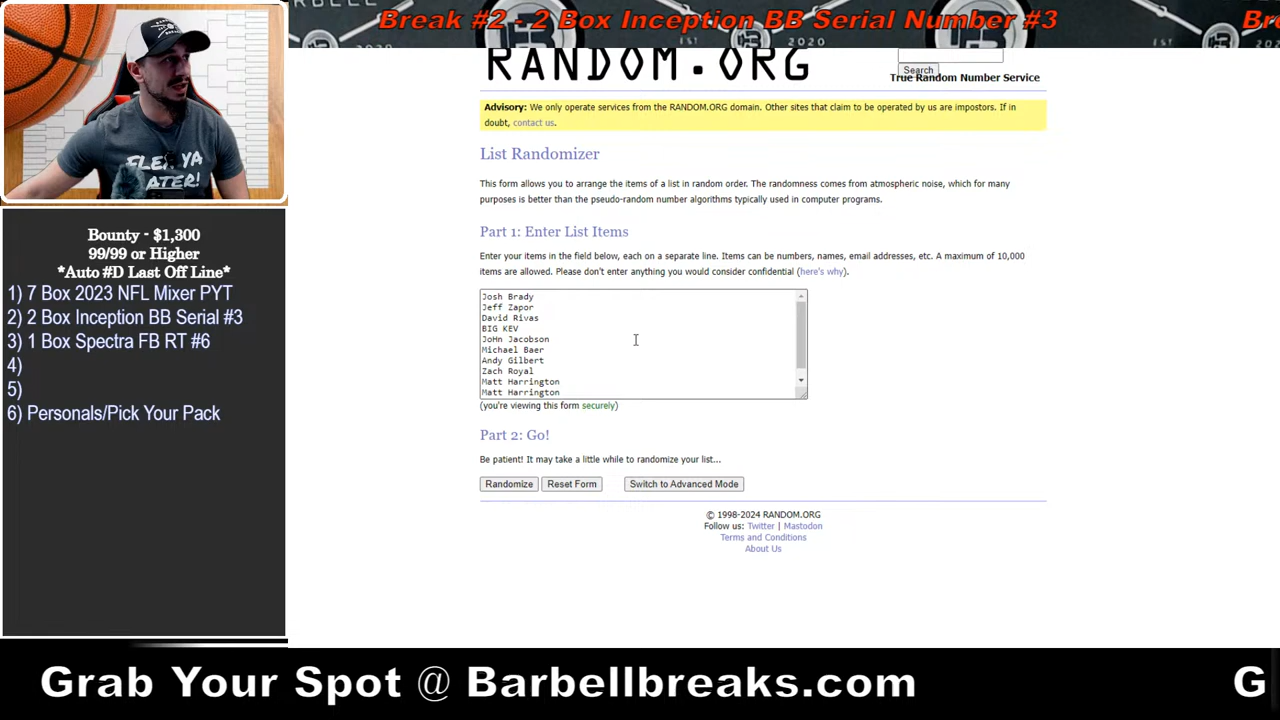 Break #2 - 2 Box Inception BB Serial Number #3
Br
2020
EST
2020
EST
RANDOM.ORG
Search
True Random Number Service
Advisory: We only operate services from the RANDOM.ORG domain. Other sites that claim to be operated by us are impostors. If in
doubt, contact us.
List Randomizer
This form allows you to arrange the items of a list in random order. The randomness comes from atmospheric noise, which for many
purposes is better than the pseudo-random number algorithms typically used in computer programs.
Part 1: Enter List Items
Enter your items in the field below, each on a separate line. Items can be numbers, names, email addresses, etc. A maximum of 10,000
items are allowed. Please don't enter anything you would consider confidential (here's why).
Josh Brady
Jeff Zapor
David Rivas
BIG KEV
JoHn Jacobson
Michael Baer
Andy Gilbert
Zach Royal
Matt Harrington
Matt Harrington
(you're viewing this form securely)
Part 2: Go!
Be patient! It may take a little while to randomize your list...
Randomize
Reset Form
Switch to Advanced Mode
© 1998-2024 RANDOM.ORG
Follow us: Twitter | Mastodon
Terms and Conditions
About Us
Bounty - $1,300
99/99 or Higher
*Auto #D Last Off Line*
1) 7 Box 2023 NFL Mixer PYT
2) 2 Box Inception BB Serial #3
3) 1 Box Spectra FB RT #6
4)
5)
6) Personals/Pick Your Pack
Grab Your Spot @ Barbellbreaks.com
G